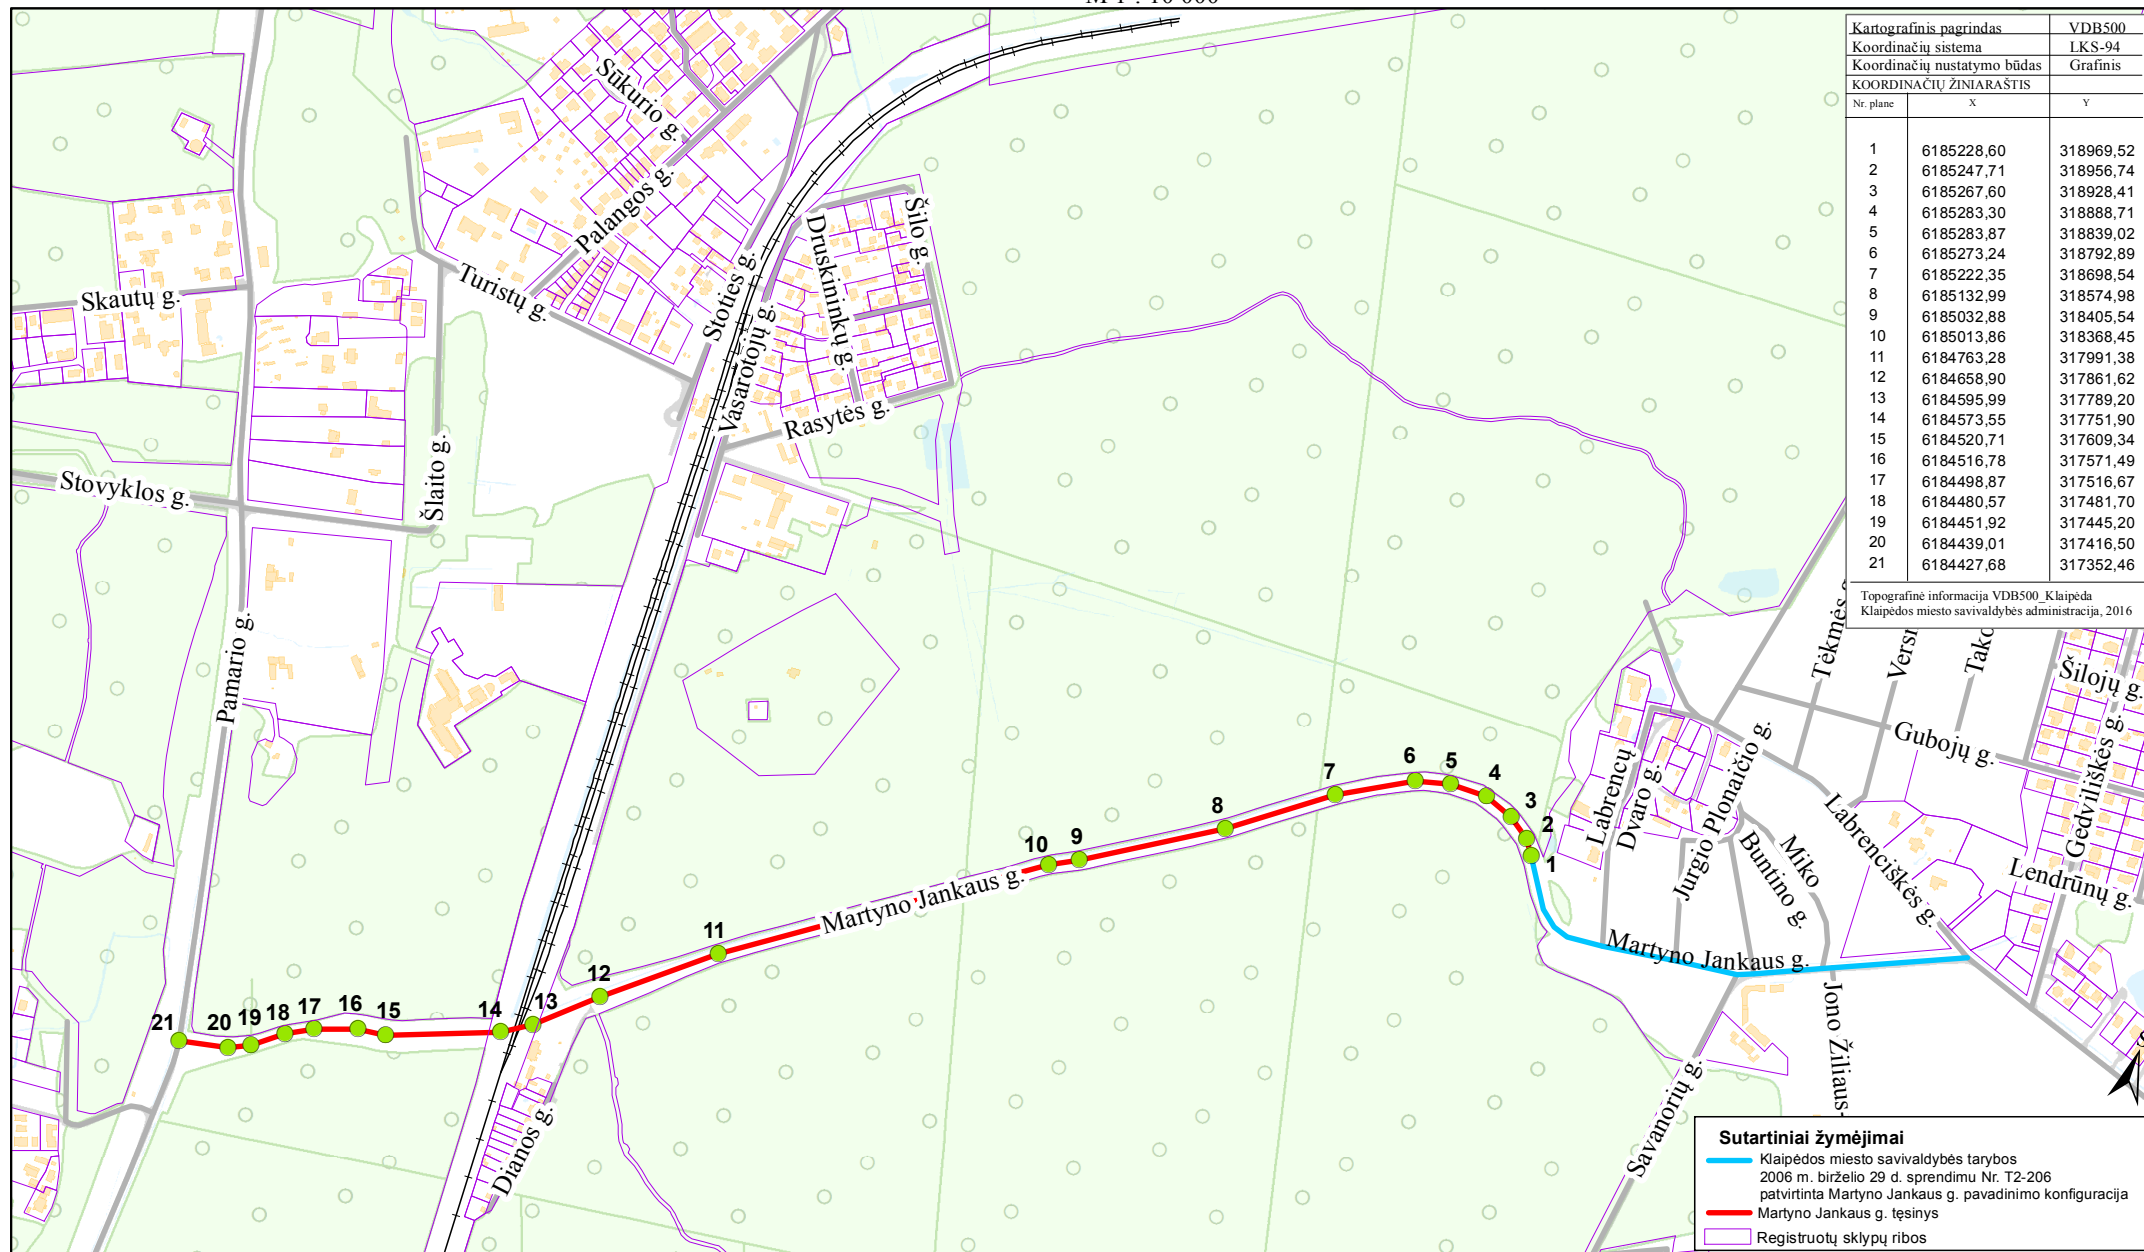 M 1 : 10 000
Kartografinis pagrindas VDB500
Koordinačių sistema LKS-94
Koordinačių nustatymo būdas Grafinis
KOORDINAČIŲ ŽINIARAŠTIS
Nr. plane X Y
1 6185228,60 318969,52
2 6185247,71 318956,74
3 6185267,60 318928,41
4 6185283,30 318888,71
5 6185283,87 318839,02
6 6185273,24 318792,89
7 6185222,35 318698,54
8 6185132,99 318574,98
9 6185032,88 318405,54
10 6185013,86 318368,45
11 6184763,28 317991,38
12 6184658,90 317861,62
13 6184595,99 317789,20
14 6184573,55 317751,90
15 6184520,71 317609,34
16 6184516,78 317571,49
17 6184498,87 317516,67
18 6184480,57 317481,70
19 6184451,92 317445,20
20 6184439,01 317416,50
21 6184427,68 317352,46
Topografinė informacija VDB500_Klaipėda
Klaipėdos miesto savivaldybės administracija, 2016
Sūkurio g.
Palangos g.
Skautų g.
Turistų g.
Stoties g.
Vasarotojų g.
Druskininkų g.
Šilo g.
Rasytės g.
Stovyklos g.
Šlaito g.
Pamario g.
Tėkmės g.
Versi
Tako
Šilojų g.
Gubojų g.
Gedviliškės g.
Labrencų
Dvaro g.
Jurgio Plonaičio g.
Miko
Buntino g.
Labrenciškės g.
Lendrūnų g.
Martyno Jankaus g.
Martyno Jankaus g.
Jono Žiliaus-
Savanorių g.
Dianos g.
S
21
20
19
18
17
16
15
14
13
12
11
10
9
8
7
6
5
4
3
2
1
Sutartiniai žymėjimai
Klaipėdos miesto savivaldybės tarybos
2006 m. birželio 29 d. sprendimu Nr. T2-206
patvirtinta Martyno Jankaus g. pavadinimo konfiguracija
Martyno Jankaus g. tęsinys
Registruotų sklypų ribos